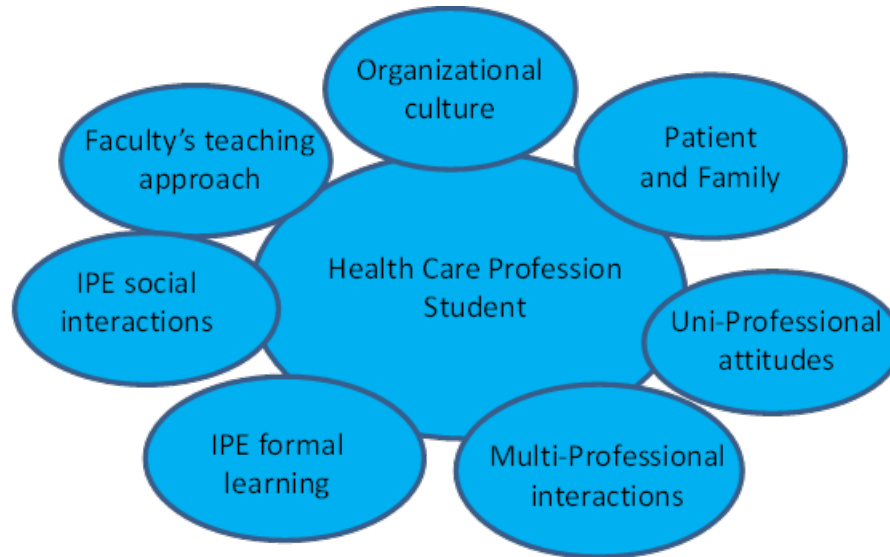 Organizational
culture
Faculty’s teaching
approach
Patient
and Family
IPE social
interactions
Health Care Profession
Student
Uni-Professional
attitudes
IPE formal
learning
Multi-Professional
interactions